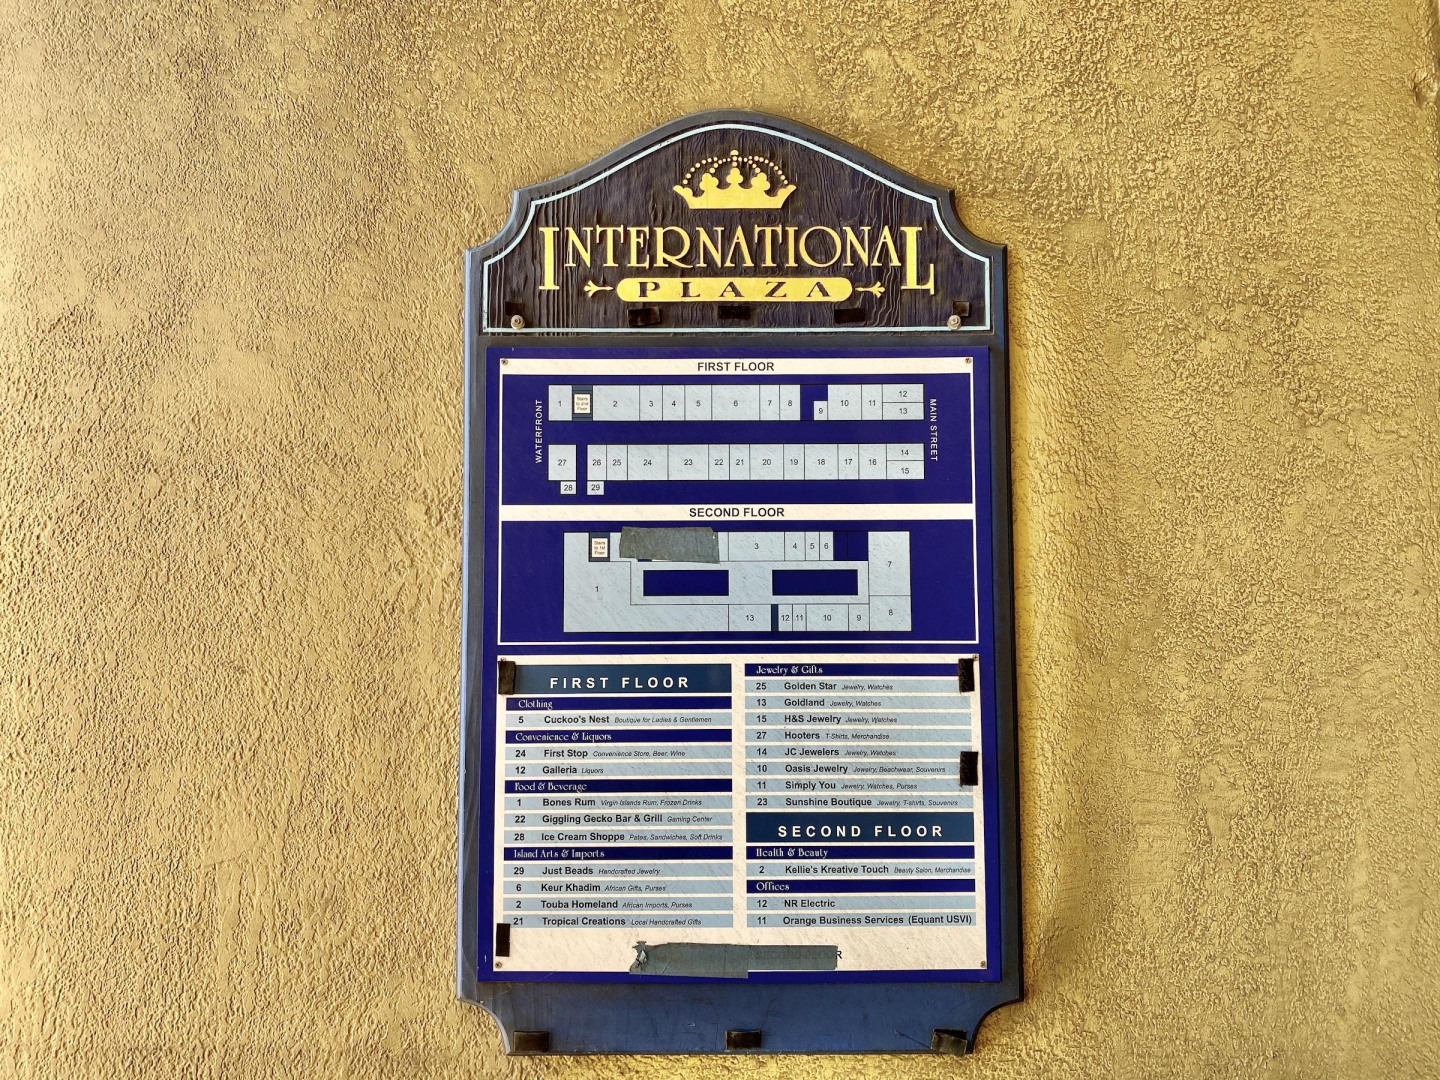 INTERNATIONAL
PLAZA
FIRST FLOOR
WATERFRONT
1 Stairs to 2nd Floor 2 3 4 5 6 7 8 9 10 11 12
13
MAIN STREET
27 26 25 24 23 22 21 20 19 18 17 16 14
15
28 29
SECOND FLOOR
Stairs to 1st Floor 3 4 5 6 7
1
13 12 11 10 9 8
FIRST FLOOR
Clothing
5 Cuckoo's Nest Boutique for Ladies & Gentlemen
Convenience & Liquors
24 First Stop Convenience Store, Beer, Wine
12 Galleria Liquors
Food & Beverage
1 Bones Rum Virgin Islands Rum, Frozen Drinks
22 Giggling Gecko Bar & Grill Gaming Center
28 Ice Cream Shoppe Pates, Sandwiches, Soft Drinks
Island Arts & Imports
29 Just Beads Handcrafted Jewelry
6 Keur Khadim African Gifts, Purses
2 Touba Homeland African Imports, Purses
21 Tropical Creations Local Handcrafted Gifts
Jewelry & Gifts
25 Golden Star Jewelry, Watches
13 Goldland Jewelry, Watches
15 H&S Jewelry Jewelry, Watches
27 Hooters T-Shirts, Merchandise
14 JC Jewelers Jewelry, Watches
10 Oasis Jewelry Jewelry, Beachwear, Souvenirs
11 Simply You Jewelry, Watches, Purses
23 Sunshine Boutique Jewelry, T-shirts, Souvenirs
SECOND FLOOR
Health & Beauty
2 Kellie's Kreative Touch Beauty Salon, Merchandise
Offices
12 NR Electric
11 Orange Business Services (Equant USVI)